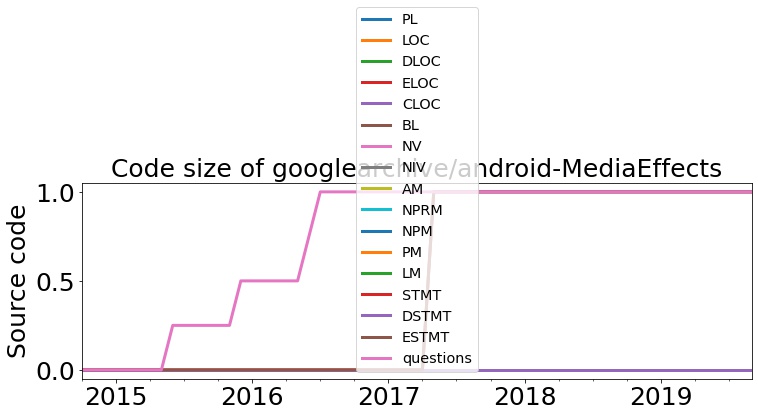 PL
LOC
DLOC
ELOC
CLOC
BL
NV
NIV
AM
NPRM
NPM
PM
LM
STMT
DSTMT
ESTMT
questions
Code size of googlearchive/android-MediaEffects
Source code
1.0
0.5
0.0
2015 2016 2017 2018 2019